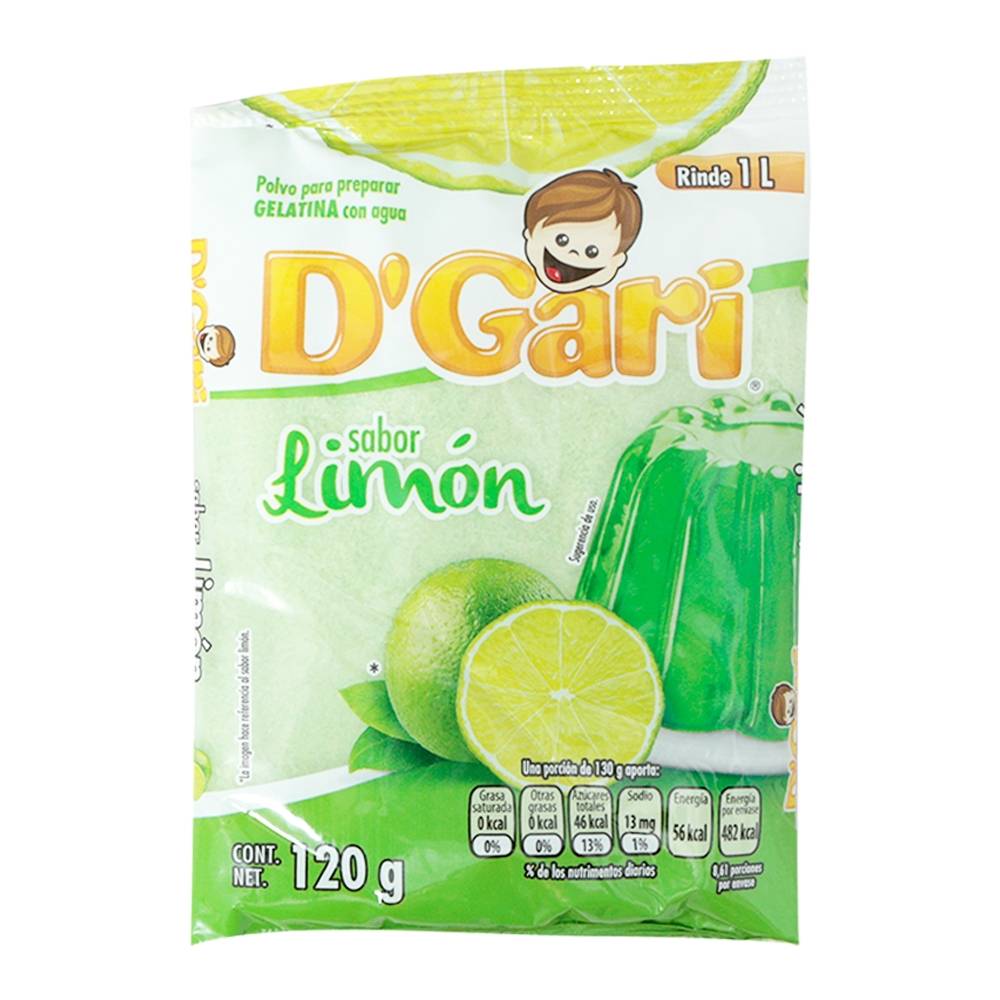 Polvo para preparar
GELATINA con agua
Rinde 1 L
D'Gari
®
sabor
Limón
Sugerencia de uso.
*
*La imagen hace referencia al sabor limón.
D'Gari
sabor limón
Una porción de 130 g aporta:
Grasa saturada 0 kcal 0%
Otras grasas 0 kcal 0%
Azúcares totales 46 kcal 13%
Sodio 13 mg 1%
Energía 56 kcal
Energía por envase 482 kcal
% de los nutrimentos diarios
8,61 porciones
por envase
CONT.
NET. 120 g